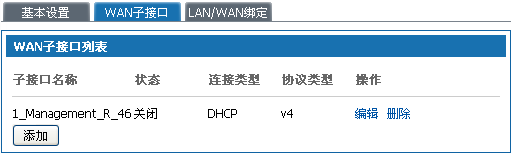 基本设置 WAN子接口 LAN/WAN绑定
WAN子接口列表
子接口名称 状态 连接类型 协议类型 操作
1_Management_R_46 关闭 DHCP v4 编辑 删除
添加